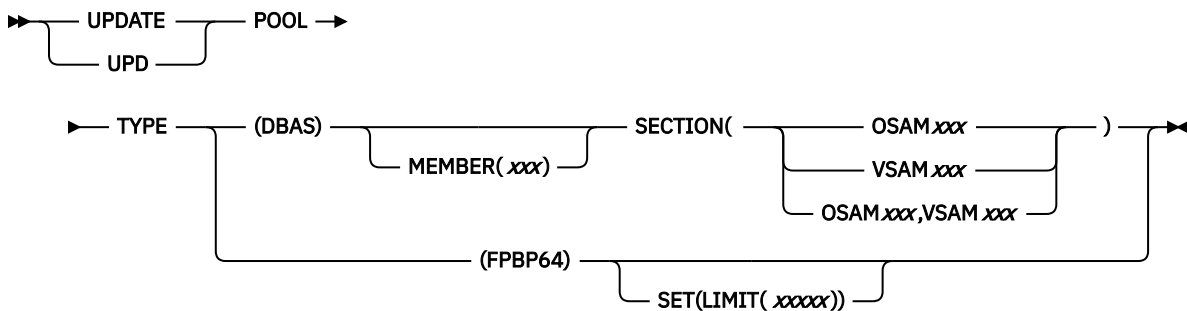 UPDATE POOL
UPD
TYPE (DBAS) SECTION( OSAMxxx )
MEMBER(xxx) VSAMxxx
OSAMxxx,VSAMxxx
(FPBP64)
SET(LIMIT(xxxxx))